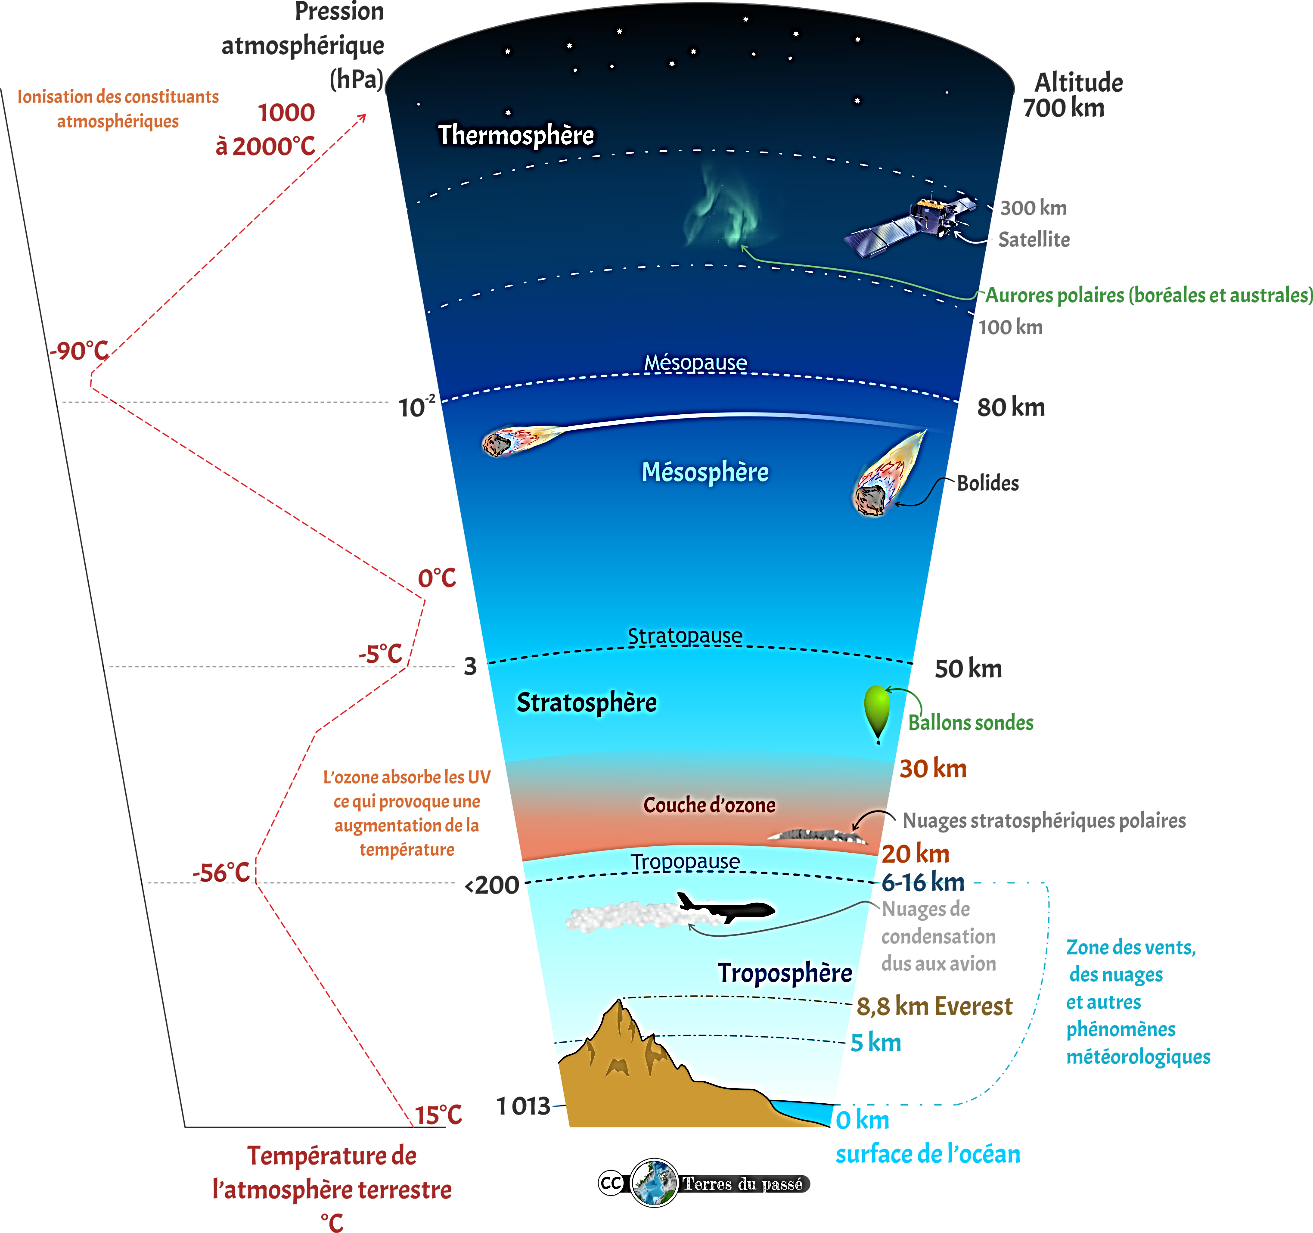 Pression
atmosphérique
(hPa)
Altitude
700 km
Ionisation des constituants
atmosphériques
1000
à 2000°C
Thermosphère
300 km
Satellite
Aurores polaires (boréales et australes)
100 km
-90°C
Mésopause
10-2
80 km
Mésosphère
Bolides
0°C
Stratopause
-5°C
3
50 km
Stratosphère
Ballons sondes
30 km
L'ozone absorbe les UV
ce qui provoque une
augmentation de la
température
Couche d'ozone
Nuages stratosphériques polaires
20 km
Tropopause
-56°C
<200
6-16 km
Nuages de
condensation
dus aux avion
Zone des vents,
des nuages
et autres
phénomènes
météorologiques
Troposphère
8,8 km Everest
5 km
1 013
15°C
0 km
surface de l'océan
Température de
l'atmosphère terrestre
°C
CC
Terres du passé